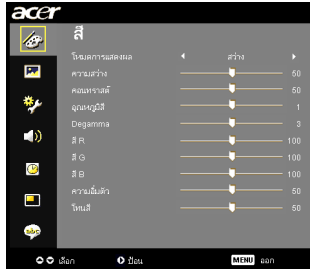 acer
สี
โหมดการแสดงผล สว่าง
ความสว่าง 50
คอนทราสต์ 50
อุณหภูมิสี 1
Degamma 3
สี R 100
สี G 100
สี B 100
ความอิ่มตัว 50
โทนสี 50
abc
เลือก ป้อน MENU ออก